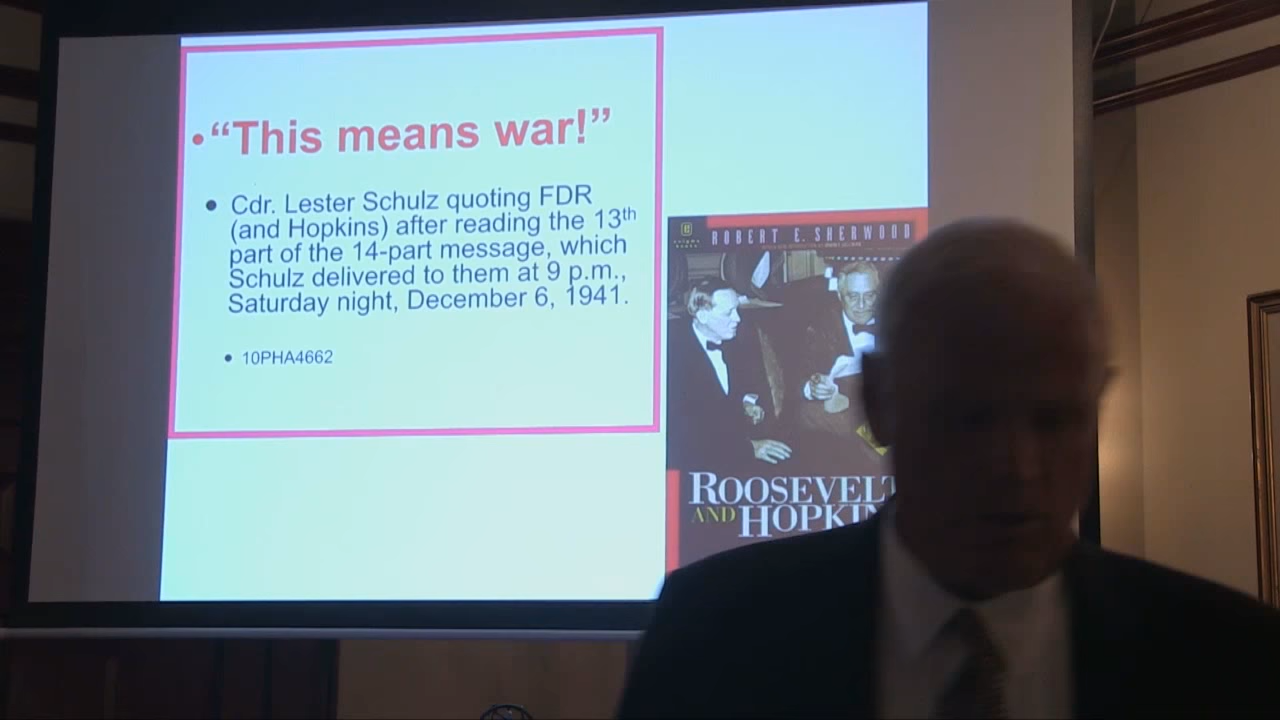 • “This means war!”
• Cdr. Lester Schulz quoting FDR
(and Hopkins) after reading the 13th
part of the 14-part message, which
Schulz delivered to them at 9 p.m.,
Saturday night, December 6, 1941.
• 10PHA4662
ROBERT E. SHERWOOD
ROOSEVELT
AND HOPKIN